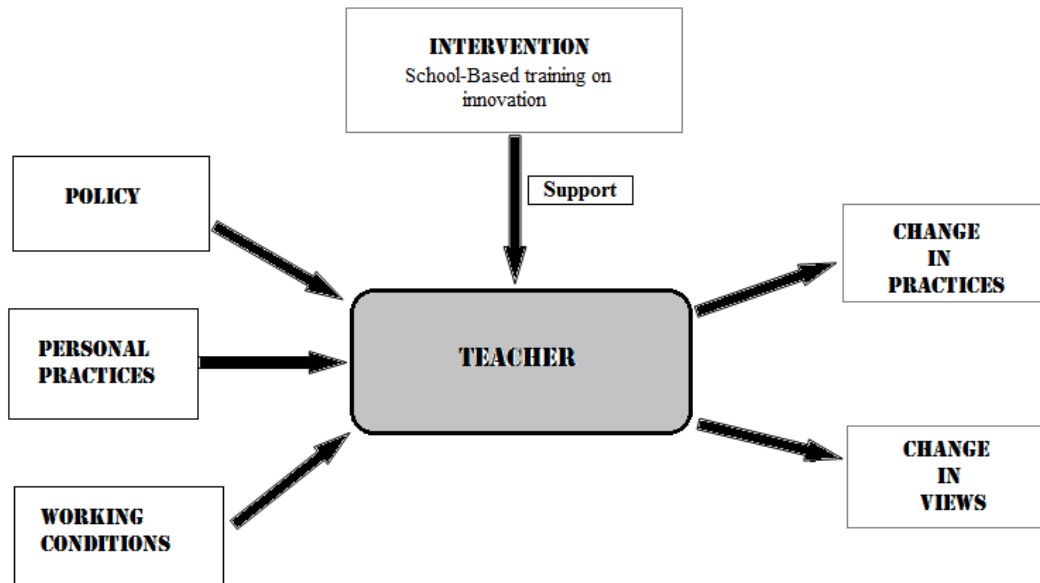 INTERVENTION
School-Based training on
innovation
Support
POLICY
PERSONAL
PRACTICES
WORKING
CONDITIONS
TEACHER
CHANGE
IN
PRACTICES
CHANGE
IN
VIEWS